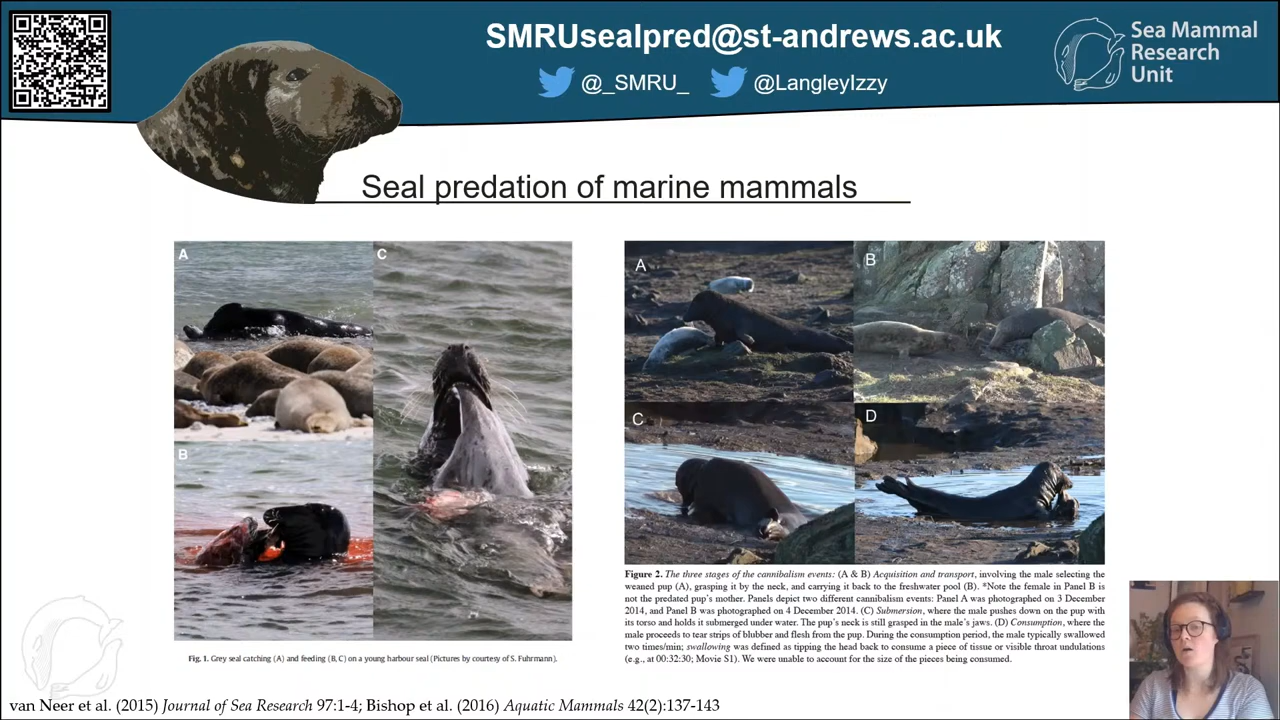 SMRUsealpred@st-andrews.ac.uk
@_SMRU_ @LangleyIzzy
Sea Mammal
Research
Unit
Seal predation of marine mammals
A
C
B
Fig. 1. Grey seal catching (A) and feeding (B, C) on a young harbour seal (Pictures by courtesy of S. Fuhrmann).
A
B
C
D
Figure 2. The three stages of the cannibalism events: (A & B) Acquisition and transport, involving the male selecting the
weaned pup (A), grasping it by the neck, and carrying it back to the freshwater pool (B). *Note the female in Panel B is
not the predated pup's mother. Panels depict two different cannibalism events: Panel A was photographed on 3 December
2014, and Panel B was photographed on 4 December 2014. (C) Submersion, where the male pushes down on the pup with
its torso and holds it submerged under water. The pup's neck is still grasped in the male's jaws. (D) Consumption, where the
male proceeds to tear strips of blubber and flesh from the pup. During the consumption period, the male typically swallowed
two times/min; swallowing was defined as tipping the head back to consume a piece of tissue or visible throat undulations
(e.g., at 00:32:30; Movie S1). We were unable to account for the size of the pieces being consumed.
van Neer et al. (2015) Journal of Sea Research 97:1-4; Bishop et al. (2016) Aquatic Mammals 42(2):137-143